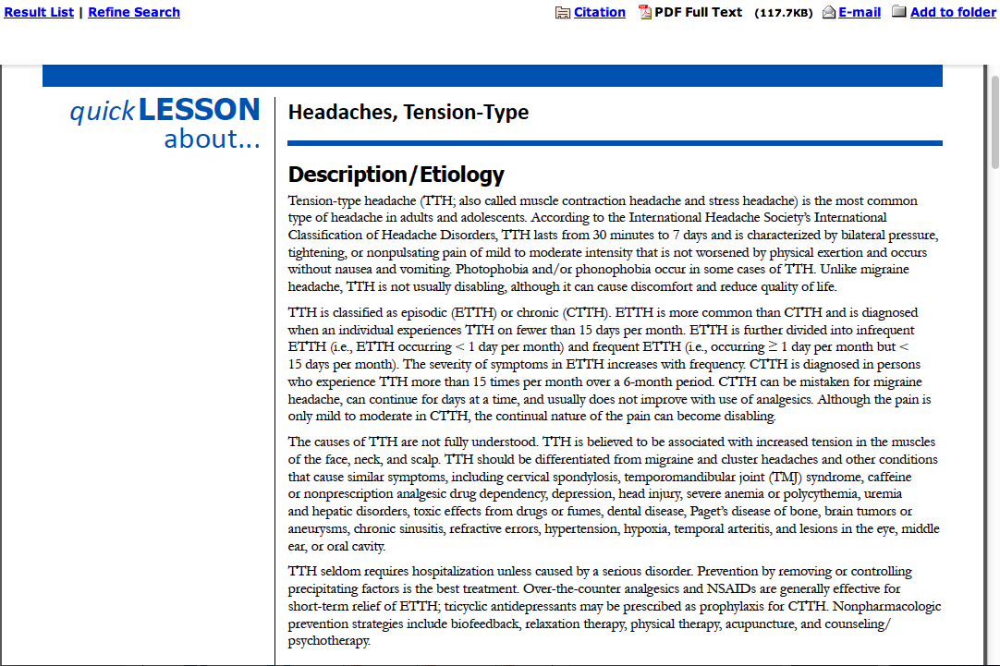 Result List | Refine Search
Citation PDF Full Text (117.7KB) E-mail Add to folder
quickLESSON
about...
Headaches, Tension-Type
Description/Etiology
Tension-type headache (TTH; also called muscle contraction headache and stress headache) is the most common
type of headache in adults and adolescents. According to the International Headache Society's International
Classification of Headache Disorders, TTH lasts from 30 minutes to 7 days and is characterized by bilateral pressure,
tightening, or nonpulsating pain of mild to moderate intensity that is not worsened by physical exertion and occurs
without nausea and vomiting. Photophobia and/or phonophobia occur in some cases of TTH. Unlike migraine
headache, TTH is not usually disabling, although it can cause discomfort and reduce quality of life.
TTH is classified as episodic (ETTH) or chronic (CTTH). ETTH is more common than CTTH and is diagnosed
when an individual experiences TTH on fewer than 15 days per month. ETTH is further divided into infrequent
ETTH (i.e., ETTH occurring < 1 day per month) and frequent ETTH (i.e., occurring ≥ 1 day per month but <
15 days per month). The severity of symptoms in ETTH increases with frequency. CTTH is diagnosed in persons
who experience TTH more than 15 times per month over a 6-month period. CTTH can be mistaken for migraine
headache, can continue for days at a time, and usually does not improve with use of analgesics. Although the pain is
only mild to moderate in CTTH, the continual nature of the pain can become disabling.
The causes of TTH are not fully understood. TTH is believed to be associated with increased tension in the muscles
of the face, neck, and scalp. TTH should be differentiated from migraine and cluster headaches and other conditions
that cause similar symptoms, including cervical spondylosis, temporomandibular joint (TMJ) syndrome, caffeine
or nonprescription analgesic drug dependency, depression, head injury, severe anemia or polycythemia, uremia
and hepatic disorders, toxic effects from drugs or fumes, dental disease, Paget's disease of bone, brain tumors or
aneurysms, chronic sinusitis, refractive errors, hypertension, hypoxia, temporal arteritis, and lesions in the eye, middle
ear, or oral cavity.
TTH seldom requires hospitalization unless caused by a serious disorder. Prevention by removing or controlling
precipitating factors is the best treatment. Over-the-counter analgesics and NSAIDs are generally effective for
short-term relief of ETTH; tricyclic antidepressants may be prescribed as prophylaxis for CTTH. Nonpharmacologic
prevention strategies include biofeedback, relaxation therapy, physical therapy, acupuncture, and counseling/
psychotherapy.